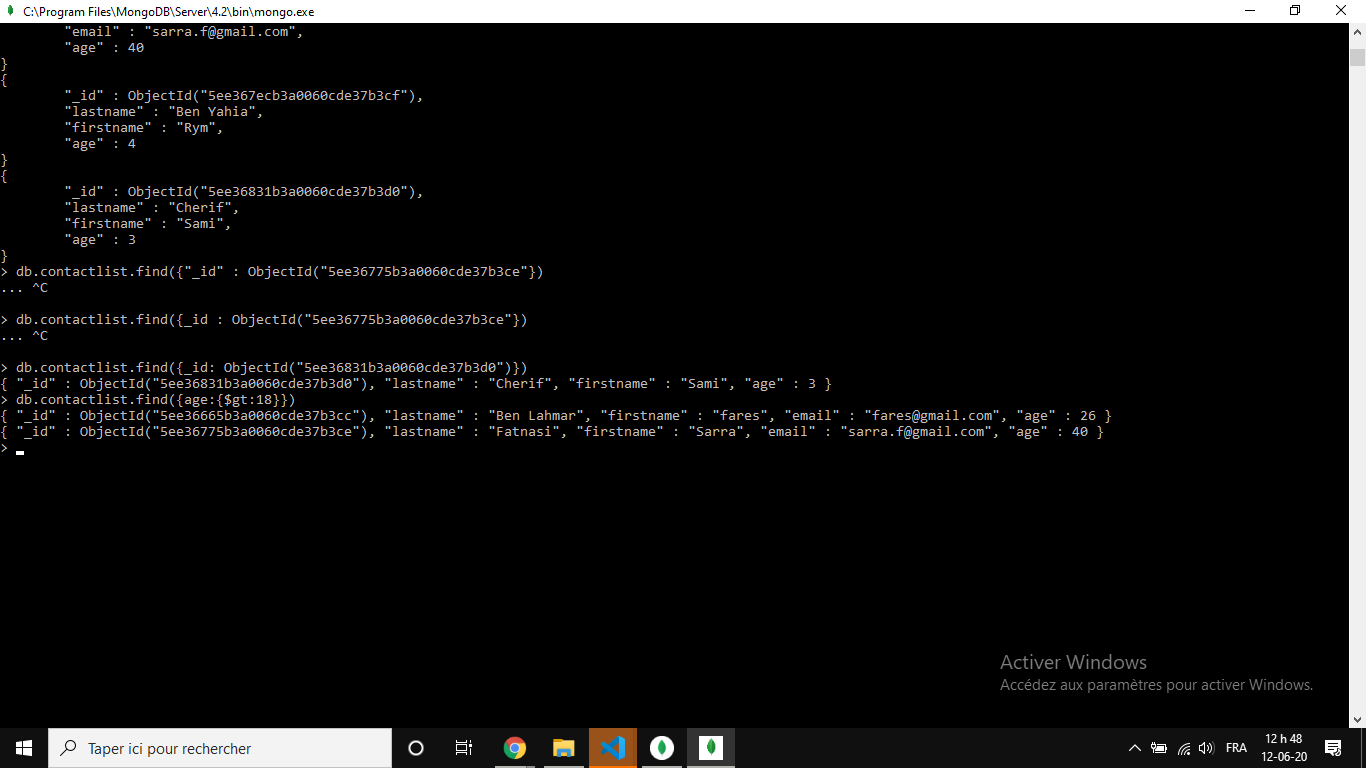 C:\Program Files\MongoDB\Server\4.2\bin\mongo.exe
"email" : "sarra.f@gmail.com",
"age" : 40
}
{
"_id" : ObjectId("5ee367ecb3a0060cde37b3cf"),
"lastname" : "Ben Yahia",
"firstname" : "Rym",
"age" : 4
}
{
"_id" : ObjectId("5ee36831b3a0060cde37b3d0"),
"lastname" : "Cherif",
"firstname" : "Sami",
"age" : 3
}
> db.contactlist.find({"_id" : ObjectId("5ee36775b3a0060cde37b3ce"})
... ^C
> db.contactlist.find({_id : ObjectId("5ee36775b3a0060cde37b3ce"})
... ^C
> db.contactlist.find({_id: ObjectId("5ee36831b3a0060cde37b3d0")})
{ "_id" : ObjectId("5ee36831b3a0060cde37b3d0"), "lastname" : "Cherif", "firstname" : "Sami", "age" : 3 }
> db.contactlist.find({age:{$gt:18}})
{ "_id" : ObjectId("5ee36665b3a0060cde37b3cc"), "lastname" : "Ben Lahmar", "firstname" : "fares", "email" : "fares@gmail.com", "age" : 26 }
{ "_id" : ObjectId("5ee36775b3a0060cde37b3ce"), "lastname" : "Fatnasi", "firstname" : "Sarra", "email" : "sarra.f@gmail.com", "age" : 40 }
>
Activer Windows
Accédez aux paramètres pour activer Windows.
Taper ici pour rechercher
FRA
12 h 48
12-06-20